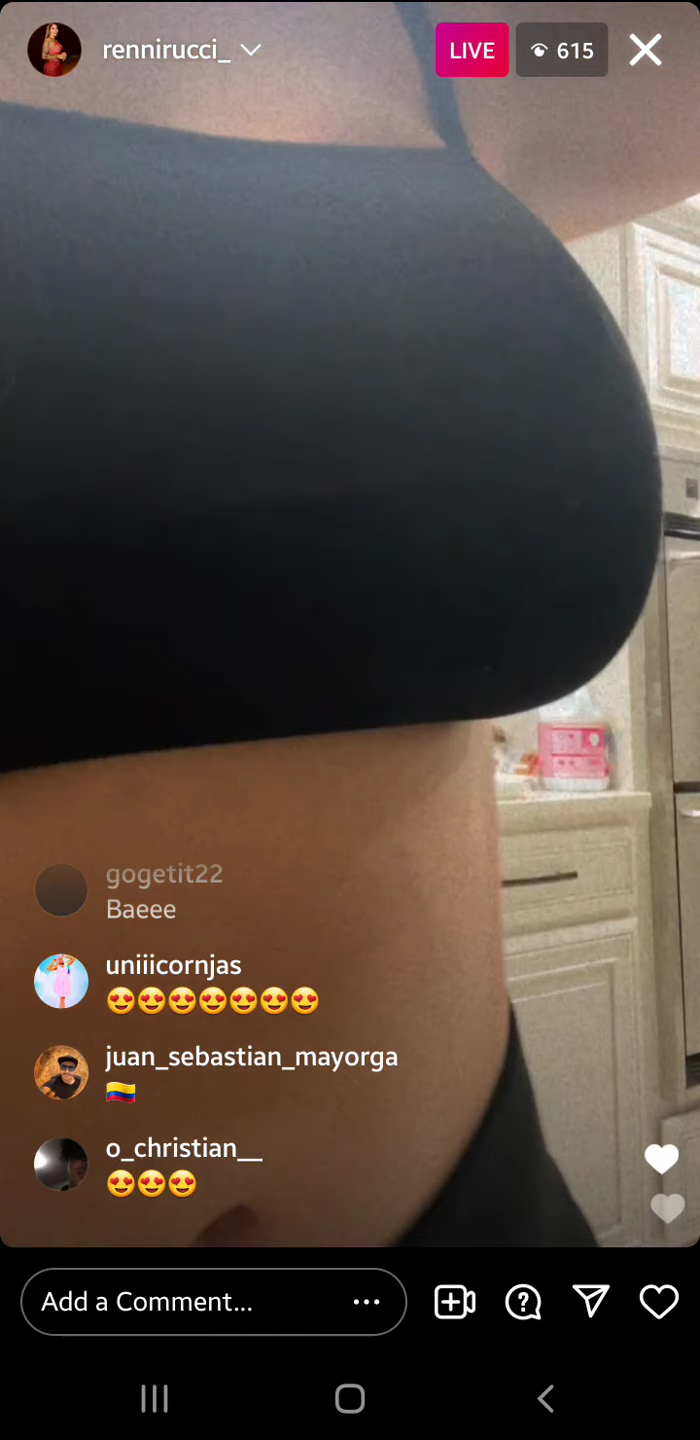 rennirucci_
LIVE
615
gogetit22
Baeee
uniiicornjas
😍😍😍😍😍😍😍
juan_sebastian_mayorga
🇨🇴
o_christian__
😍😍😍
Add a Comment...